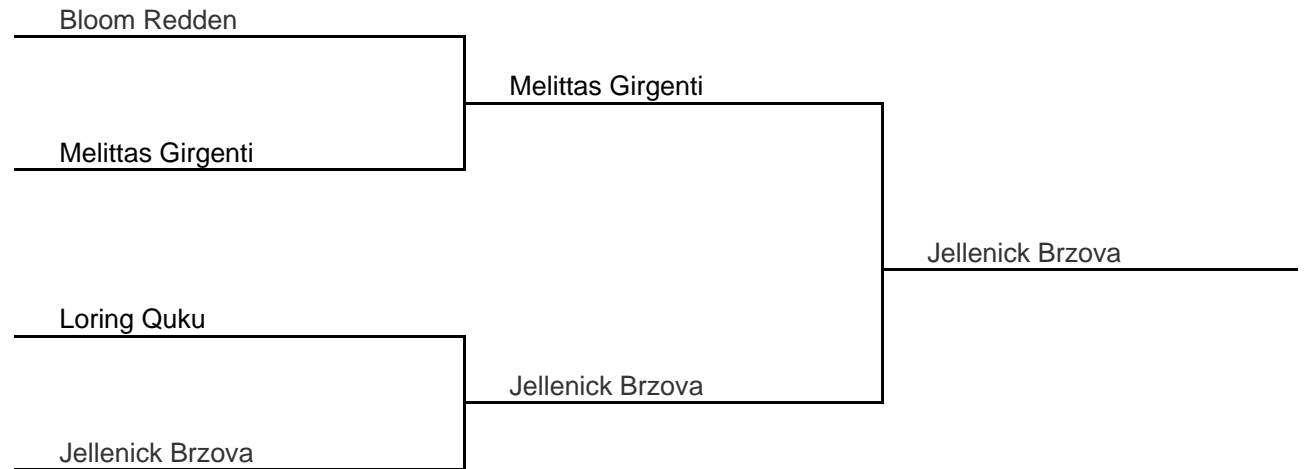 Bloom Redden
Melittas Girgenti
Melittas Girgenti
Jellenick Brzova
Loring Quku
Jellenick Brzova
Jellenick Brzova